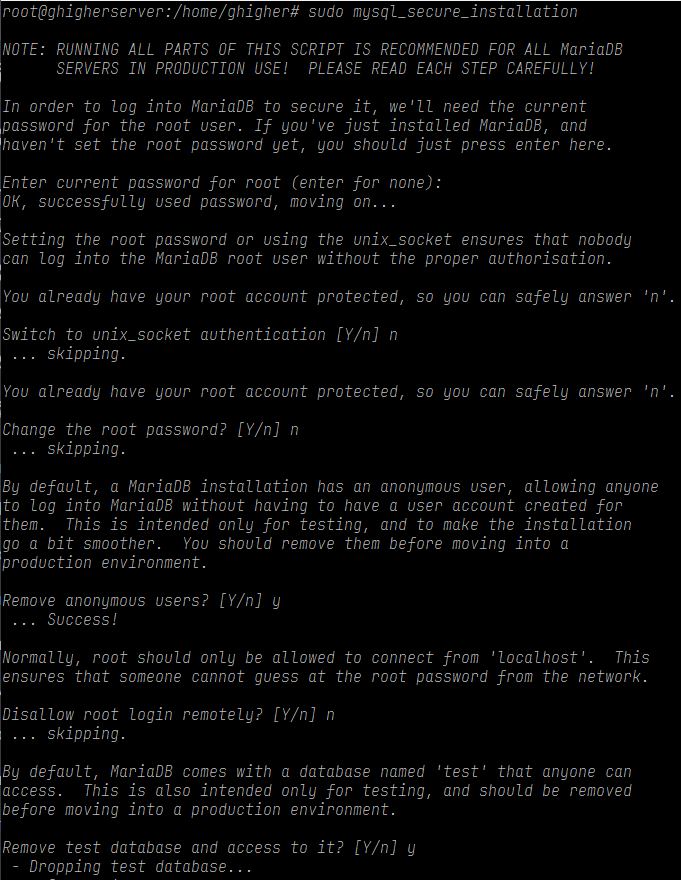 root@ghigherserver:/home/ghigher# sudo mysql_secure_installation
NOTE: RUNNING ALL PARTS OF THIS SCRIPT IS RECOMMENDED FOR ALL MariaDB
SERVERS IN PRODUCTION USE!  PLEASE READ EACH STEP CAREFULLY!
In order to log into MariaDB to secure it, we'll need the current
password for the root user. If you've just installed MariaDB, and
haven't set the root password yet, you should just press enter here.
Enter current password for root (enter for none):
OK, successfully used password, moving on...
Setting the root password or using the unix_socket ensures that nobody
can log into the MariaDB root user without the proper authorisation.
You already have your root account protected, so you can safely answer 'n'.
Switch to unix_socket authentication [Y/n] n
... skipping.
You already have your root account protected, so you can safely answer 'n'.
Change the root password? [Y/n] n
... skipping.
By default, a MariaDB installation has an anonymous user, allowing anyone
to log into MariaDB without having to have a user account created for
them.  This is intended only for testing, and to make the installation
go a bit smoother.  You should remove them before moving into a
production environment.
Remove anonymous users? [Y/n] y
... Success!
Normally, root should only be allowed to connect from 'localhost'.  This
ensures that someone cannot guess at the root password from the network.
Disallow root login remotely? [Y/n] n
... skipping.
By default, MariaDB comes with a database named 'test' that anyone can
access.  This is also intended only for testing, and should be removed
before moving into a production environment.
Remove test database and access to it? [Y/n] y
- Dropping test database...